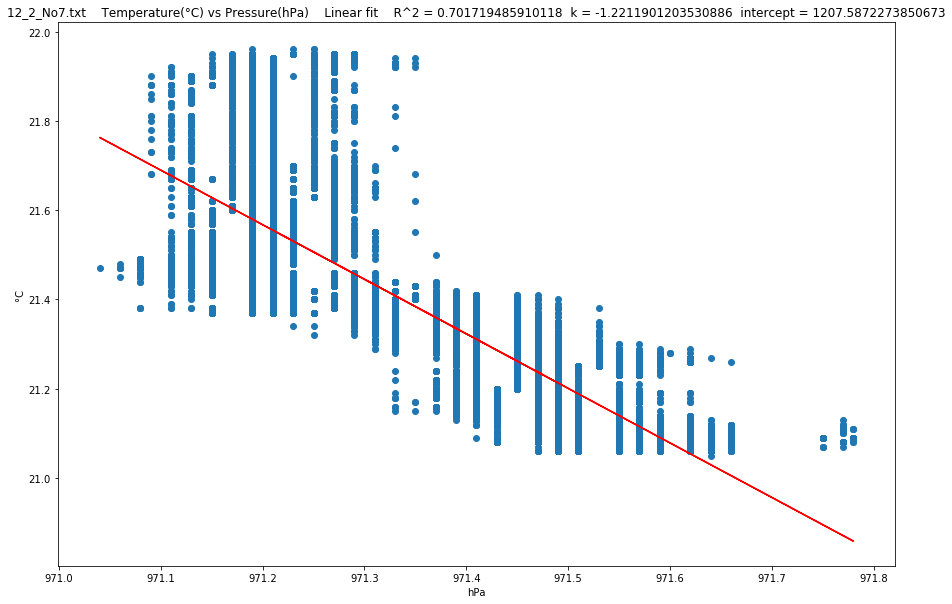 12_2_No7.txt    Temperature(°C) vs Pressure(hPa)    Linear fit    R^2 = 0.701719485910118  k = -1.2211901203530886  intercept = 1207.5872273850673
22.0
21.8
21.6
21.4
21.2
21.0
°C
971.0 971.1 971.2 971.3 971.4 971.5 971.6 971.7 971.8
hPa